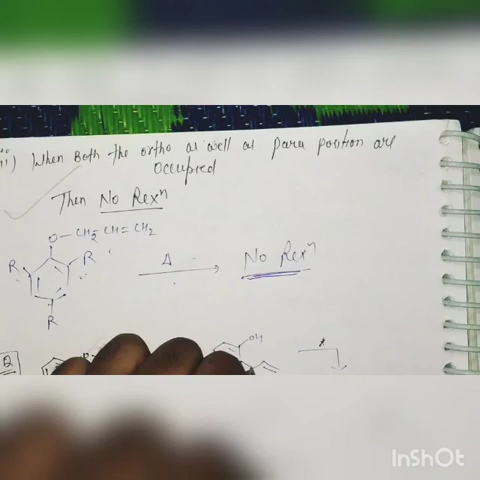 11) When Both the ortho as well as Para position are
Occupied
Then No Rexⁿ
O-CH₂-CH=CH₂
R
R
R
Δ
No Rexⁿ
Q
OH
InShOt